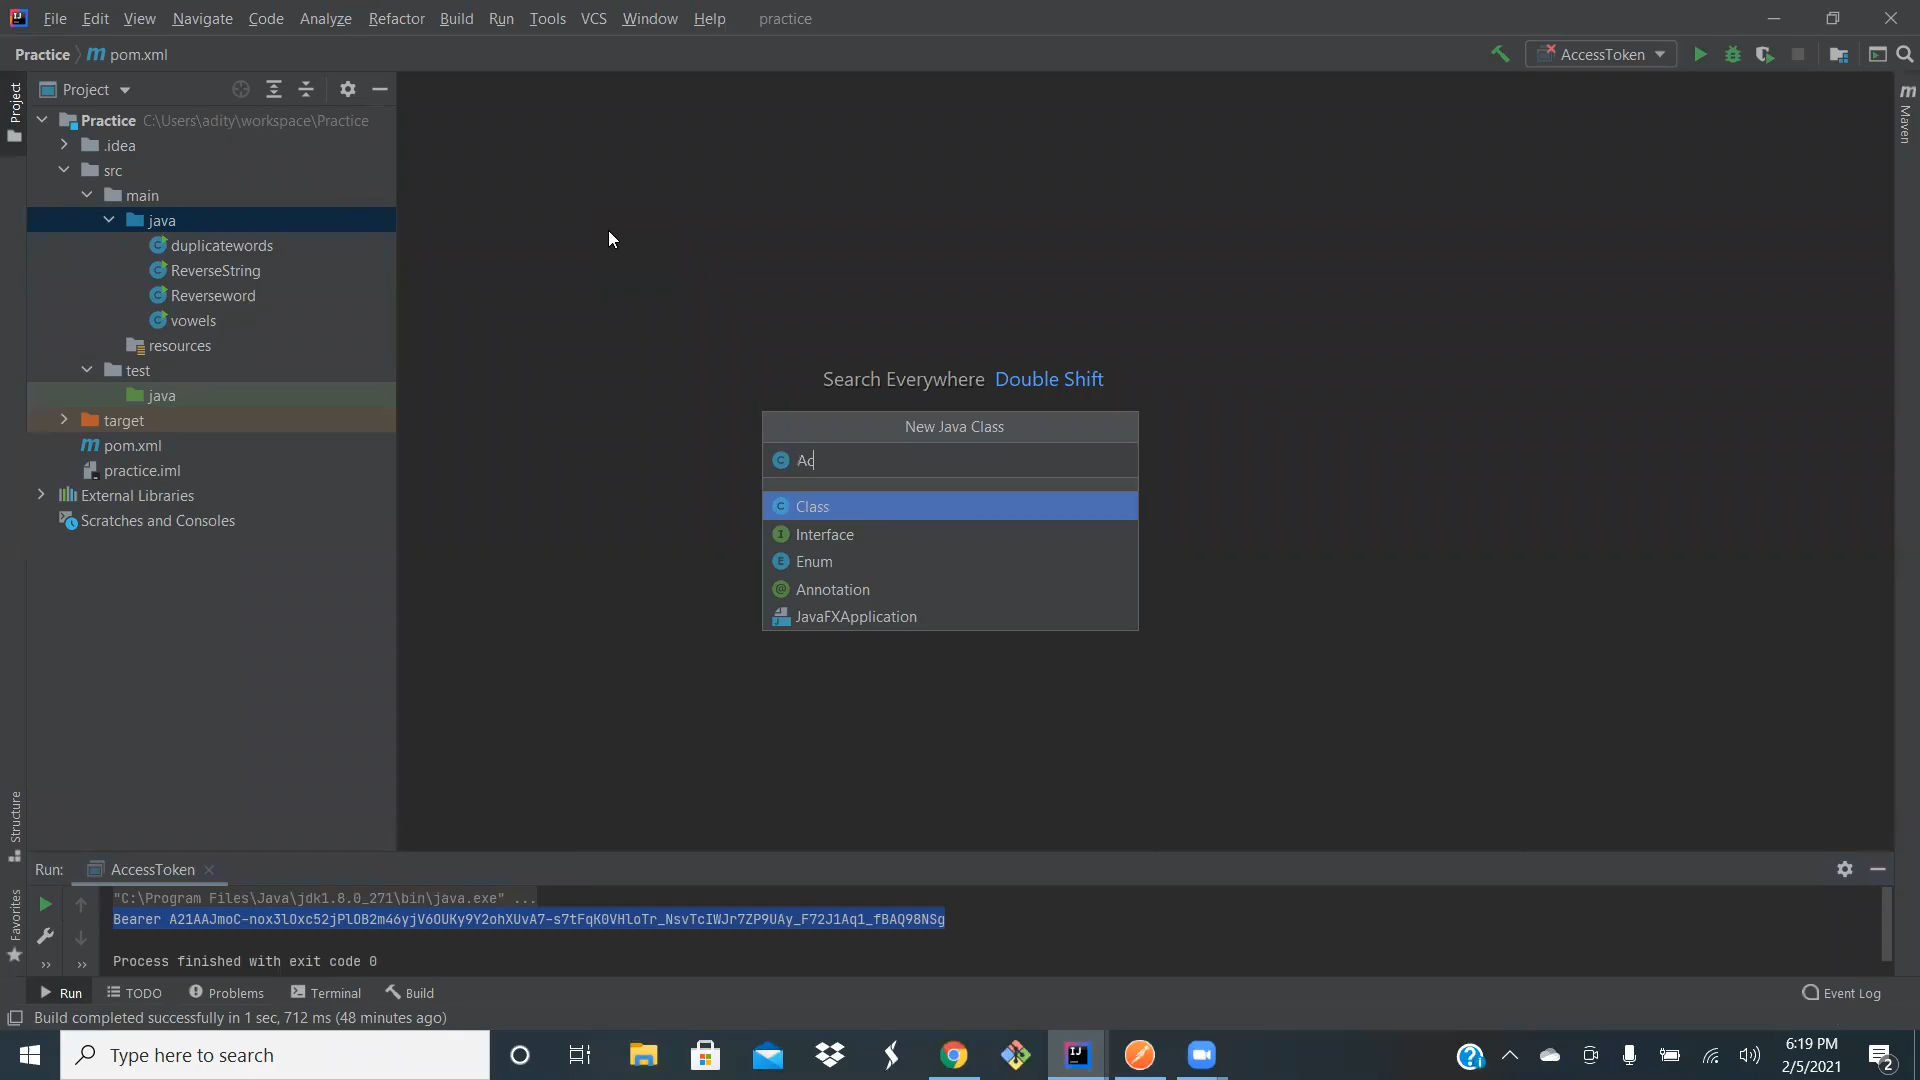 File Edit View Navigate Code Analyze Refactor Build Run Tools VCS Window Help practice
Practice pom.xml
AccessToken
Project
Project
Practice C:\Users\adity\workspace\Practice
.idea
src
main
java
duplicatewords
ReverseString
Reverseword
vowels
resources
test
java
target
pom.xml
practice.iml
External Libraries
Scratches and Consoles
Maven
Search Everywhere Double Shift
New Java Class
Ac
Class
Interface
Enum
Annotation
JavaFXApplication
Structure
Favorites
Run: AccessToken
"C:\Program Files\Java\jdk1.8.0_271\bin\java.exe" ...
Bearer A21AAJmoC-nox3lOxc52jPlOB2m46yjV6OUKy9Y2ohXUvA7-s7tFqK0VHloTr_NsvTcIWJr7ZP9UAy_F72J1Aq1_fBAQ98NSg
Process finished with exit code 0
Run TODO Problems Terminal Build Event Log
Build completed successfully in 1 sec, 712 ms (48 minutes ago)
Type here to search
6:19 PM
2/5/2021
2